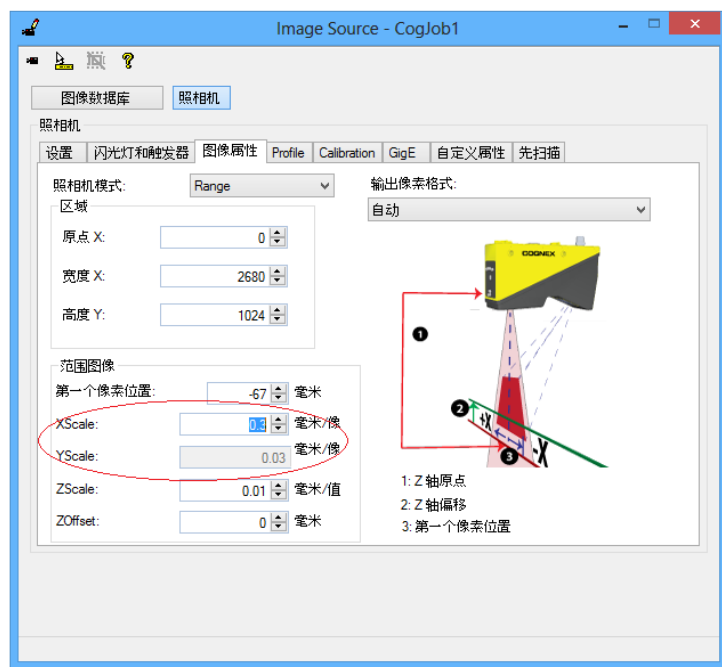 Image Source - CogJob1
图像数据库 照相机
照相机
设置 闪光灯和触发器 图像属性 Profile Calibration GigE 自定义属性 先扫描
照相机模式: Range 输出像素格式:
区域 自动
原点 X: 0
宽度 X: 2680
高度 Y: 1024
COGNEX
1
范围图像
第一个像素位置: -67 毫米
XScale: 0.3 毫米/像
YScale: 0.03 毫米/像
ZScale: 0.01 毫米/值
ZOffset: 0 毫米
2
+X
-X
3
1: Z 轴原点
2: Z 轴偏移
3: 第一个像素位置